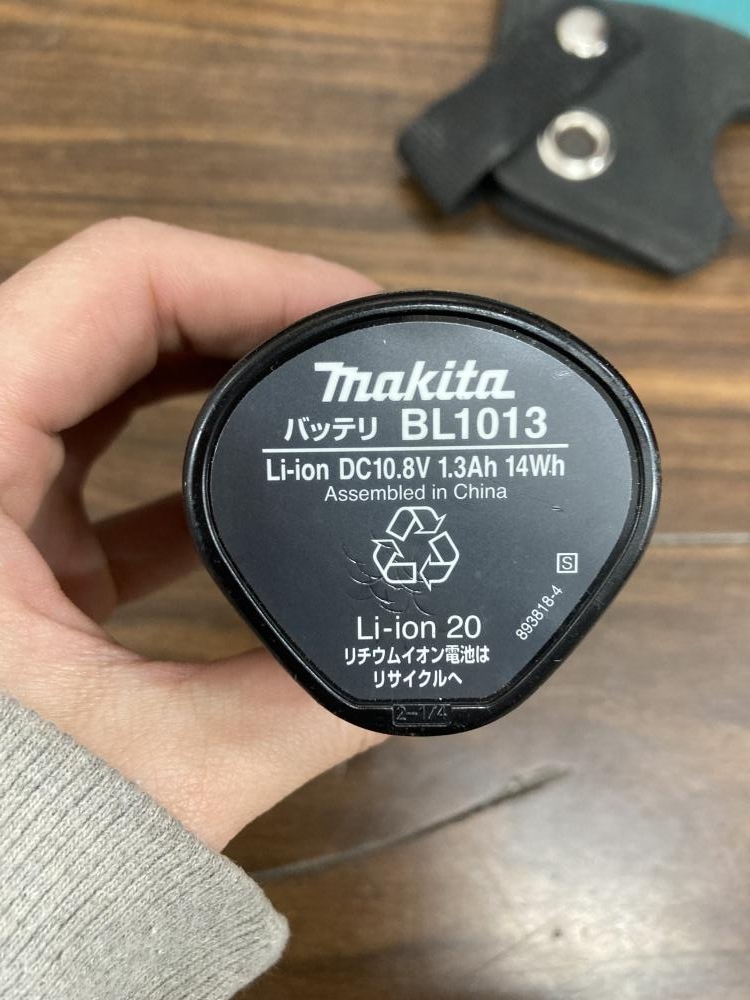 makita
バッテリ BL1013
Li-ion DC10.8V 1.3Ah 14Wh
Assembled in China
S
893818-4
Li-ion 20
リチウムイオン電池は
リサイクルへ
2-1/4